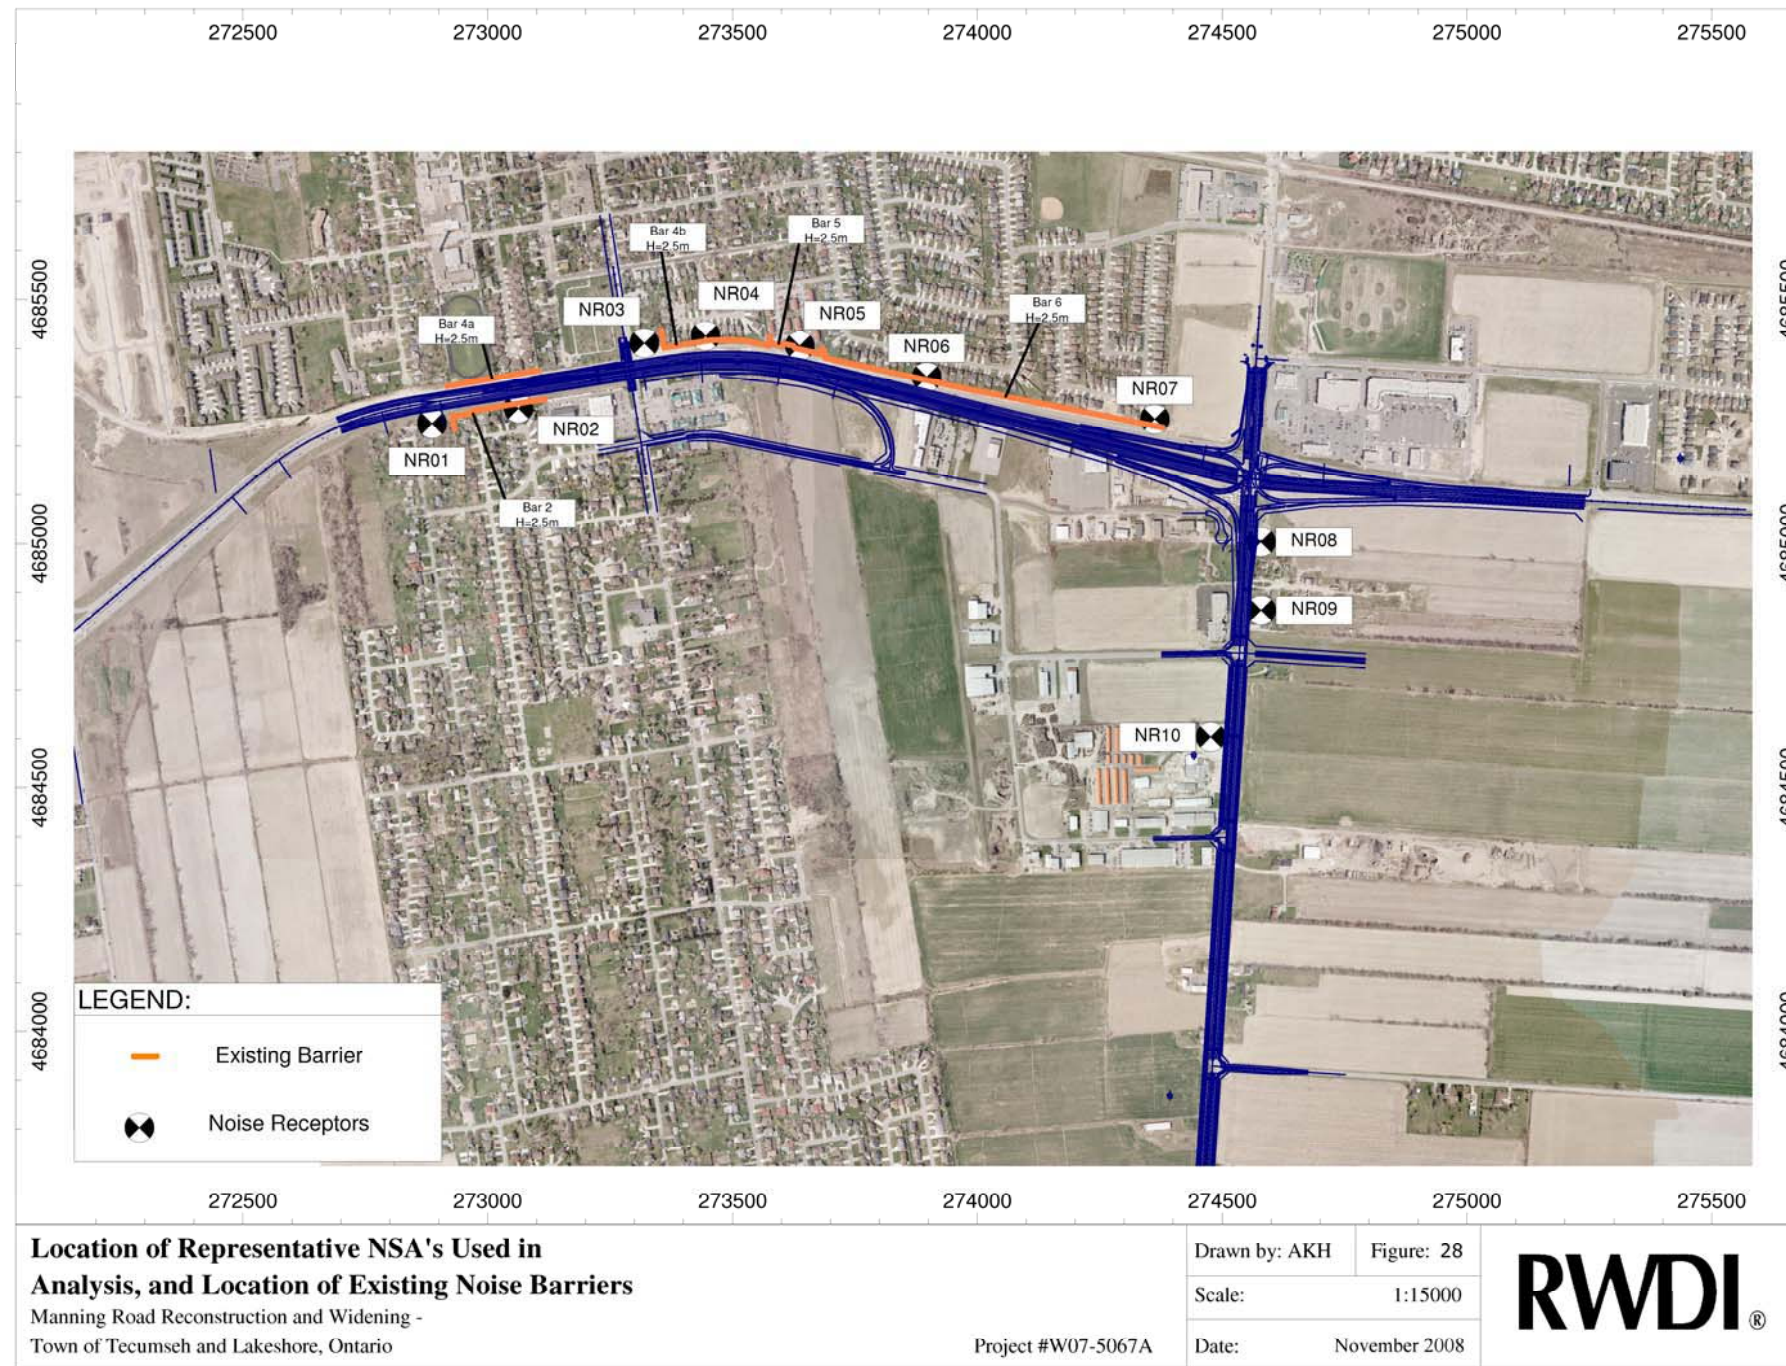 272500 273000 273500 274000 274500 275000 275500
4685500
4685500
Bar 5
H=2.5m
Bar 4b
H=2.5m
NR04
Bar 6
H=2.5m
NR03
NR05
Bar 4a
H=2.5m
NR06
NR07
NR02
NR01
Bar 2
H=2.5m
4685000
4685000
NR08
NR09
NR10
4684500
4684500
4684000
4684000
LEGEND:
Existing Barrier
Noise Receptors
272500 273000 273500 274000 274500 275000 275500
Location of Representative NSA's Used in
Analysis, and Location of Existing Noise Barriers
Manning Road Reconstruction and Widening -
Town of Tecumseh and Lakeshore, Ontario
Project #W07-5067A
Drawn by: AKH Figure: 28
Scale: 1:15000
Date: November 2008
RWDI®